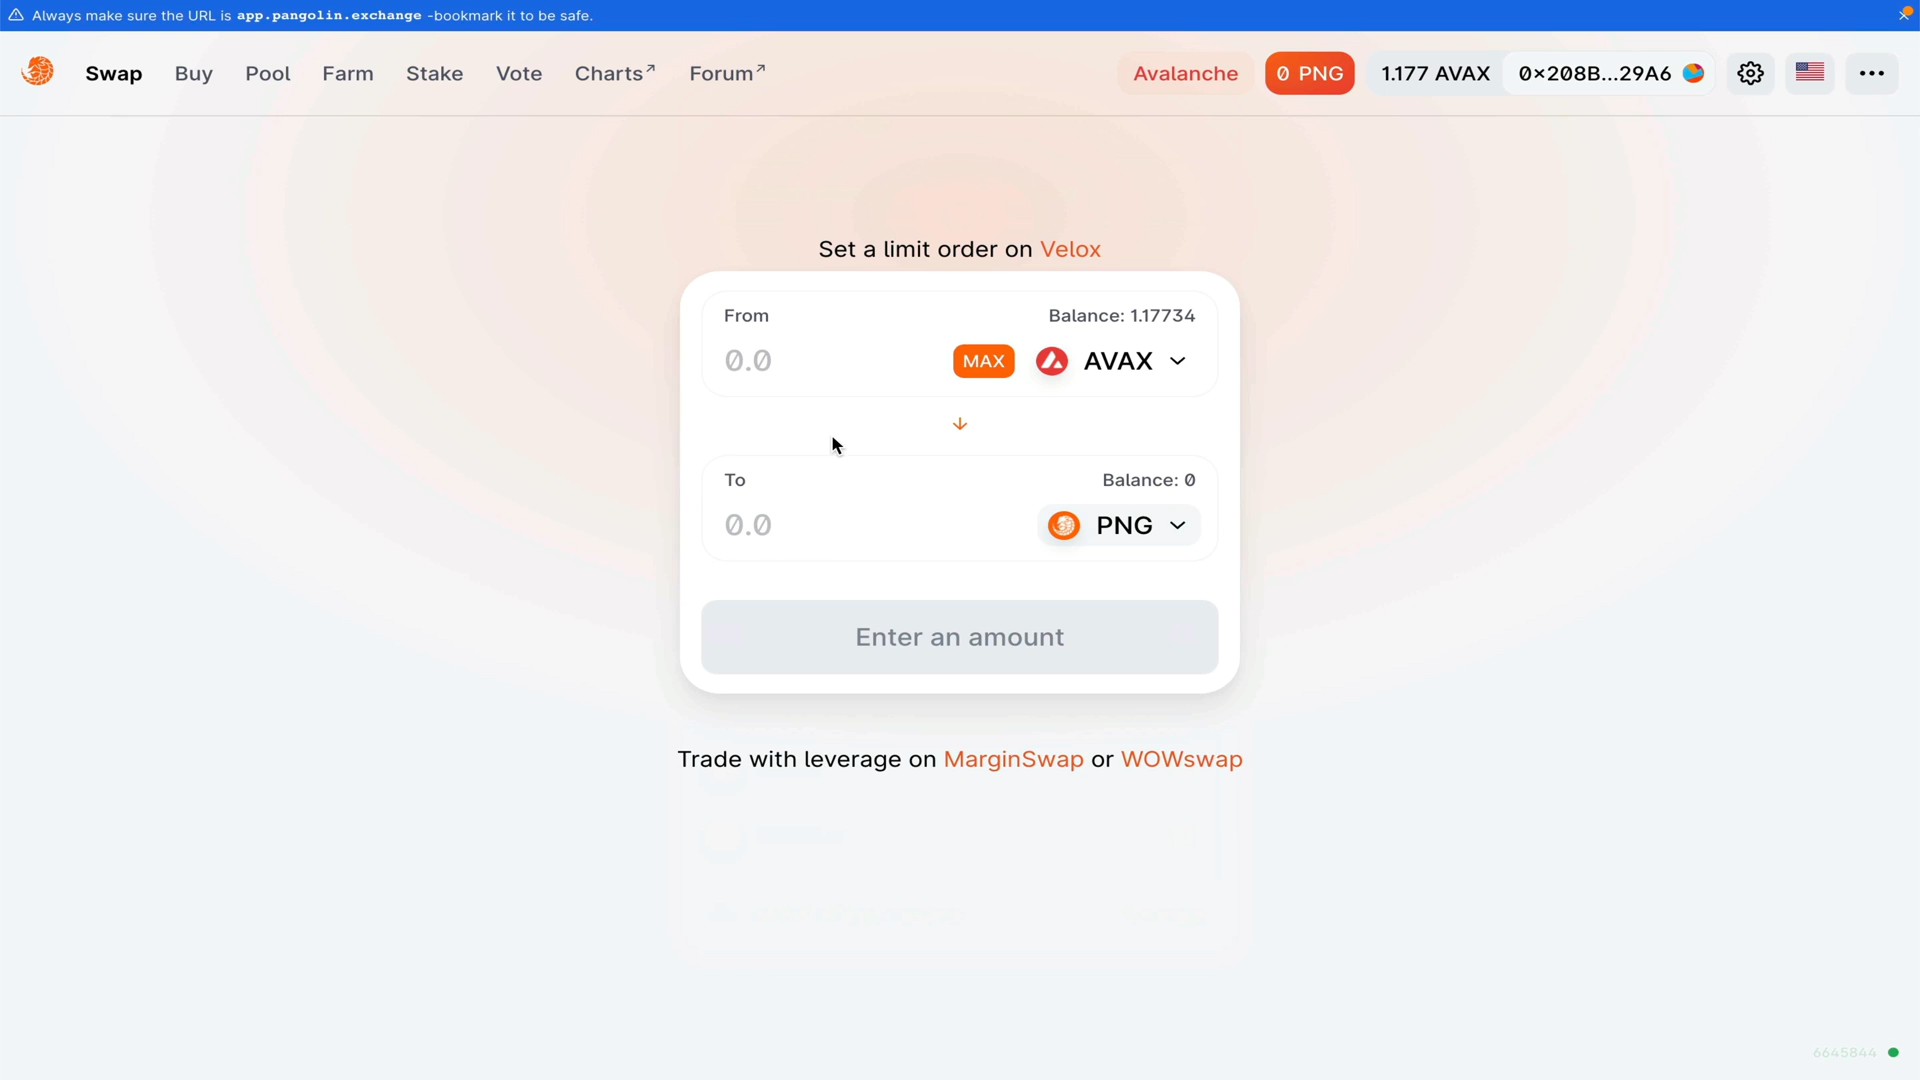 Always make sure the URL is app.pangolin.exchange -bookmark it to be safe.
Swap Buy Pool Farm Stake Vote Charts↗ Forum↗ Avalanche 0 PNG 1.177 AVAX 0×208B...29A6
Set a limit order on Velox
From Balance: 1.17734
0.0 MAX AVAX
To Balance: 0
0.0 PNG
Enter an amount
Trade with leverage on MarginSwap or WOWswap
6645844